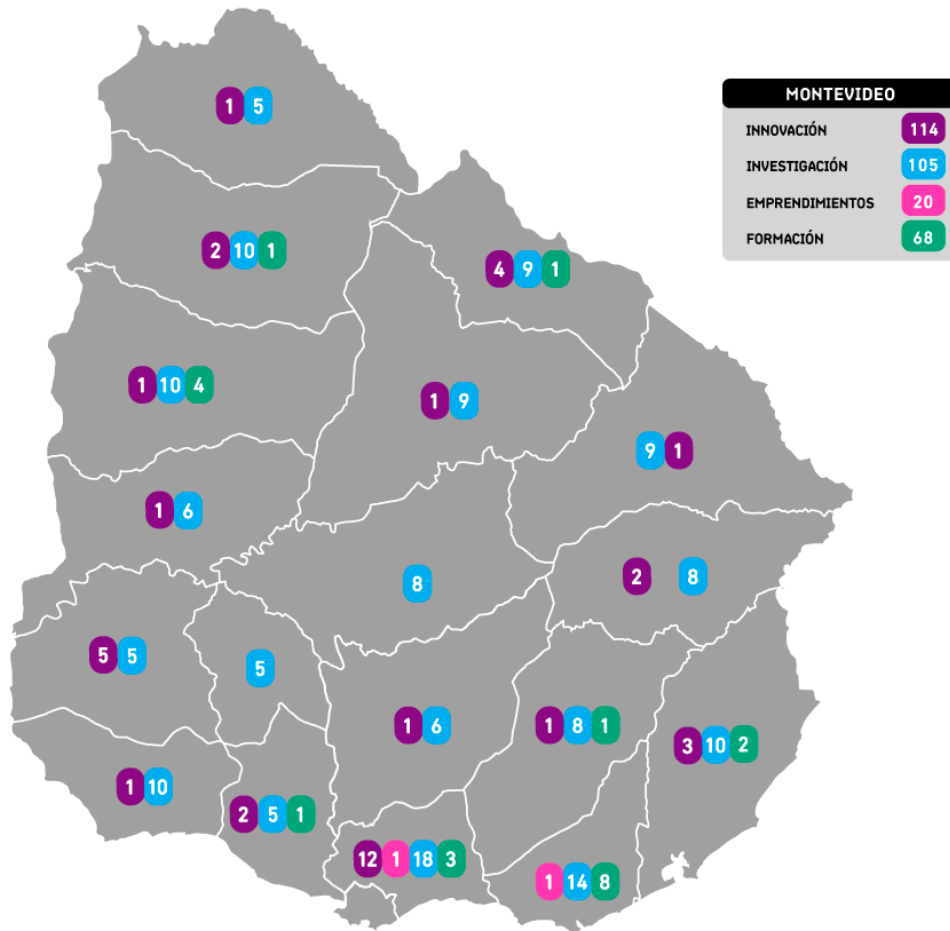 1 5
MONTEVIDEO
INNOVACIÓN 114
INVESTIGACIÓN 105
EMPRENDIMIENTOS 20
FORMACIÓN 68
2 10 1
4 9 1
1 10 4
1 9
9 1
1 6
8
2 8
5 5
5
1 6
1 8 1
3 10 2
1 10
2 5 1
12 1 18 3
1 14 8